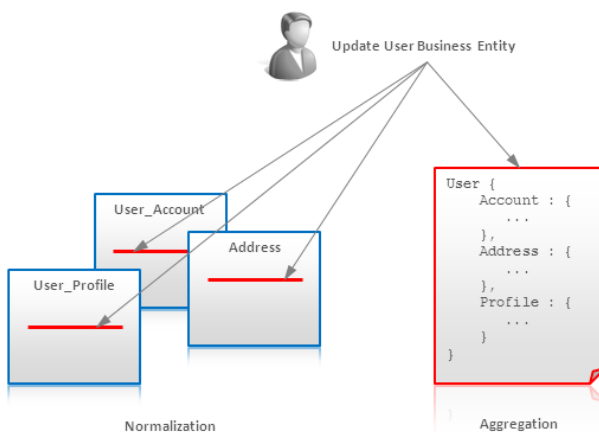 Update User Business Entity
User_Account
Address
User_Profile
User {
Account : {
...
},
Address : {
...
},
Profile : {
...
}
}
Normalization
Aggregation